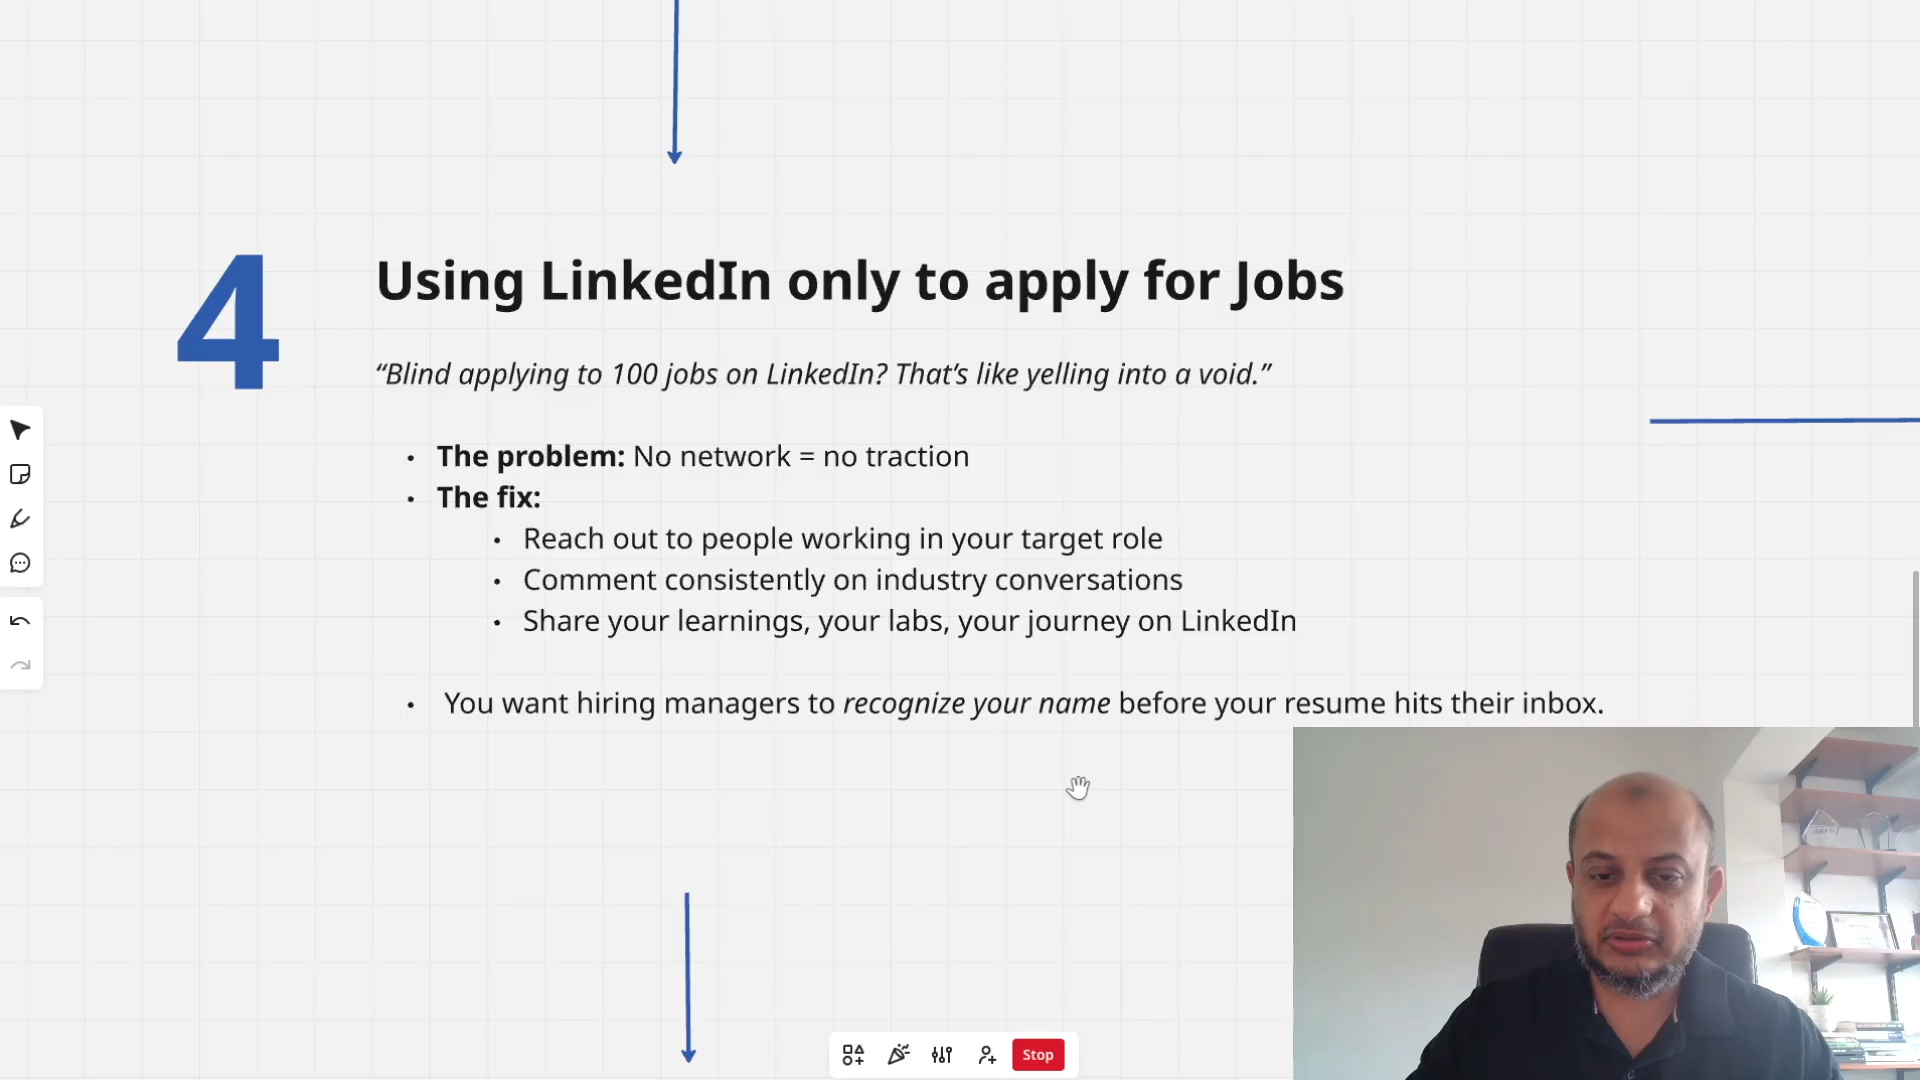 4
Using LinkedIn only to apply for Jobs
“Blind applying to 100 jobs on LinkedIn? That’s like yelling into a void.”
• The problem: No network = no traction
• The fix:
• Reach out to people working in your target role
• Comment consistently on industry conversations
• Share your learnings, your labs, your journey on LinkedIn
• You want hiring managers to recognize your name before your resume hits their inbox.
Stop